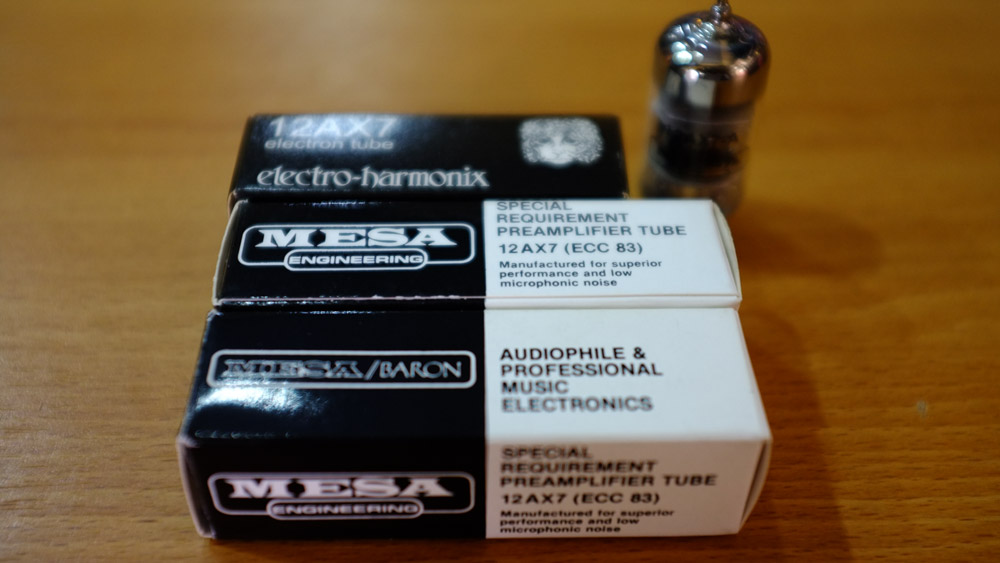 12AX7
electron tube
electro-harmonix
MESA
ENGINEERING
SPECIAL
REQUIREMENT
PREAMPLIFIER TUBE
12AX7 (ECC 83)
Manufactured for superior
performance and low
microphonic noise
MESA/BARON
AUDIOPHILE &
PROFESSIONAL
MUSIC
ELECTRONICS
MESA
ENGINEERING
SPECIAL
REQUIREMENT
PREAMPLIFIER TUBE
12AX7 (ECC 83)
Manufactured for superior
performance and low
microphonic noise